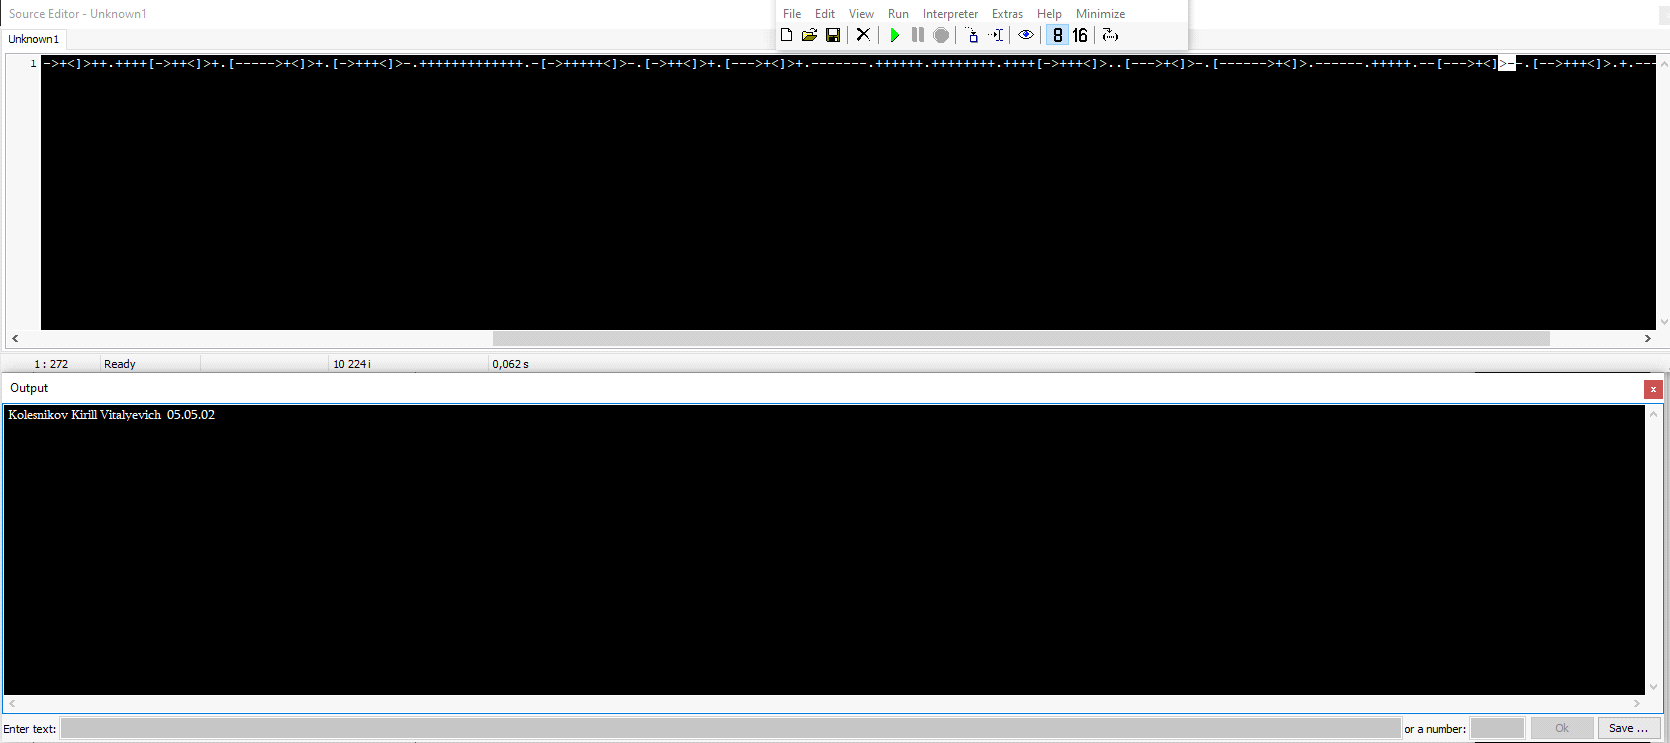 Source Editor - Unknown1
File Edit View Run Interpreter Extras Help Minimize
8 16
Unknown1
1 ->+<]>++.++++[->++<]>+.[----->+<]>+.[->+++<]>-.+++++++++++++.-[->+++++<]>-.[->++<]>+.[--->+<]>+.-------.++++++.++++++++.++++[->+++<]>..[--->+<]>-.[------>+<]>.------.+++++.--[--->+<]>--.[-->+++<]>.+.---
1 : 272 Ready 10 224 i 0,062 s
Output
x
Kolesnikov Kirill Vitalyevich 05.05.02
Enter text: or a number: Ok Save ...